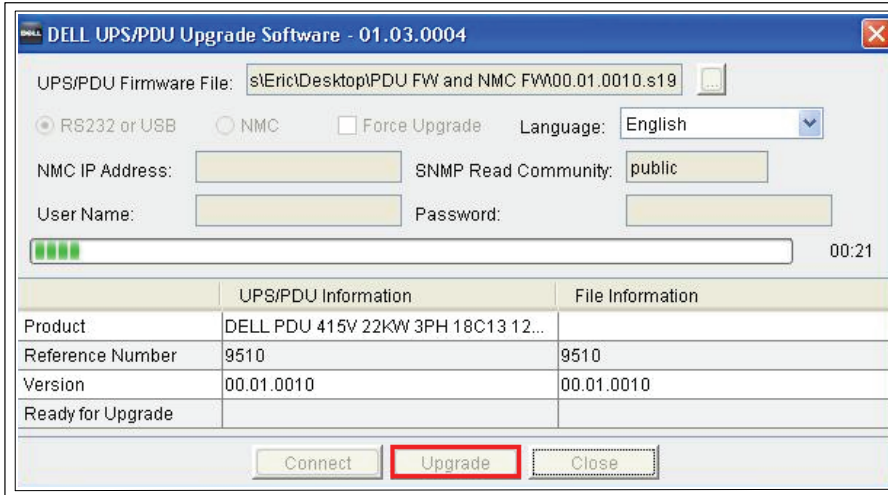 DELL
DELL UPS/PDU Upgrade Software - 01.03.0004
UPS/PDU Firmware File: s\Eric\Desktop\PDU FW and NMC FW\00.01.0010.s19 ...
RS232 or USB NMC Force Upgrade Language: English
NMC IP Address: SNMP Read Community: public
User Name: Password:
00:21
UPS/PDU Information File Information
Product DELL PDU 415V 22KW 3PH 18C13 12...
Reference Number 9510 9510
Version 00.01.0010 00.01.0010
Ready for Upgrade
Connect Upgrade Close